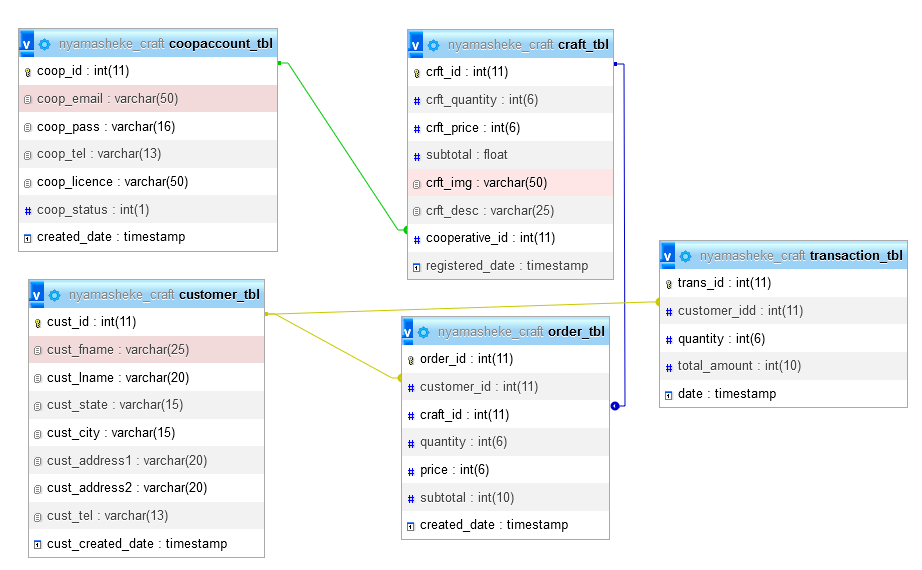 nyamasheke_craft coopaccount_tbl
coop_id : int(11)
coop_email : varchar(50)
coop_pass : varchar(16)
coop_tel : varchar(13)
coop_licence : varchar(50)
coop_status : int(1)
created_date : timestamp
nyamasheke_craft craft_tbl
crft_id : int(11)
crft_quantity : int(6)
crft_price : int(6)
subtotal : float
crft_img : varchar(50)
crft_desc : varchar(25)
cooperative_id : int(11)
registered_date : timestamp
nyamasheke_craft customer_tbl
cust_id : int(11)
cust_fname : varchar(25)
cust_lname : varchar(20)
cust_state : varchar(15)
cust_city : varchar(15)
cust_address1 : varchar(20)
cust_address2 : varchar(20)
cust_tel : varchar(13)
cust_created_date : timestamp
nyamasheke_craft order_tbl
order_id : int(11)
customer_id : int(11)
craft_id : int(11)
quantity : int(6)
price : int(6)
subtotal : int(10)
created_date : timestamp
nyamasheke_craft transaction_tbl
trans_id : int(11)
customer_idd : int(11)
quantity : int(6)
total_amount : int(10)
date : timestamp